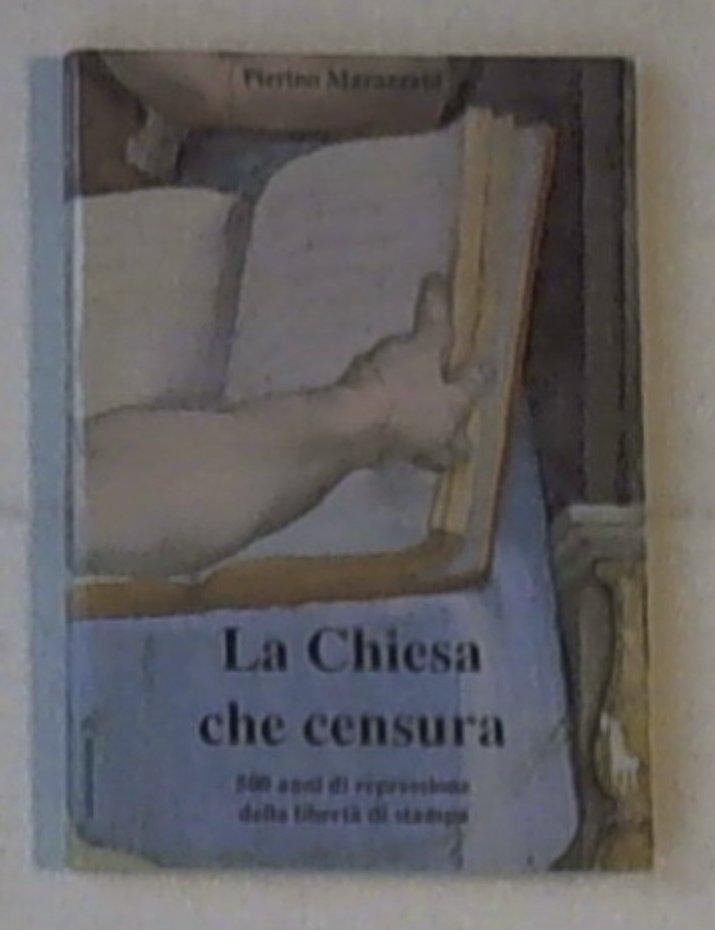 Pierino Marazzani
La Chiesa
che censura
500 anni di repressione
della libertà di stampa